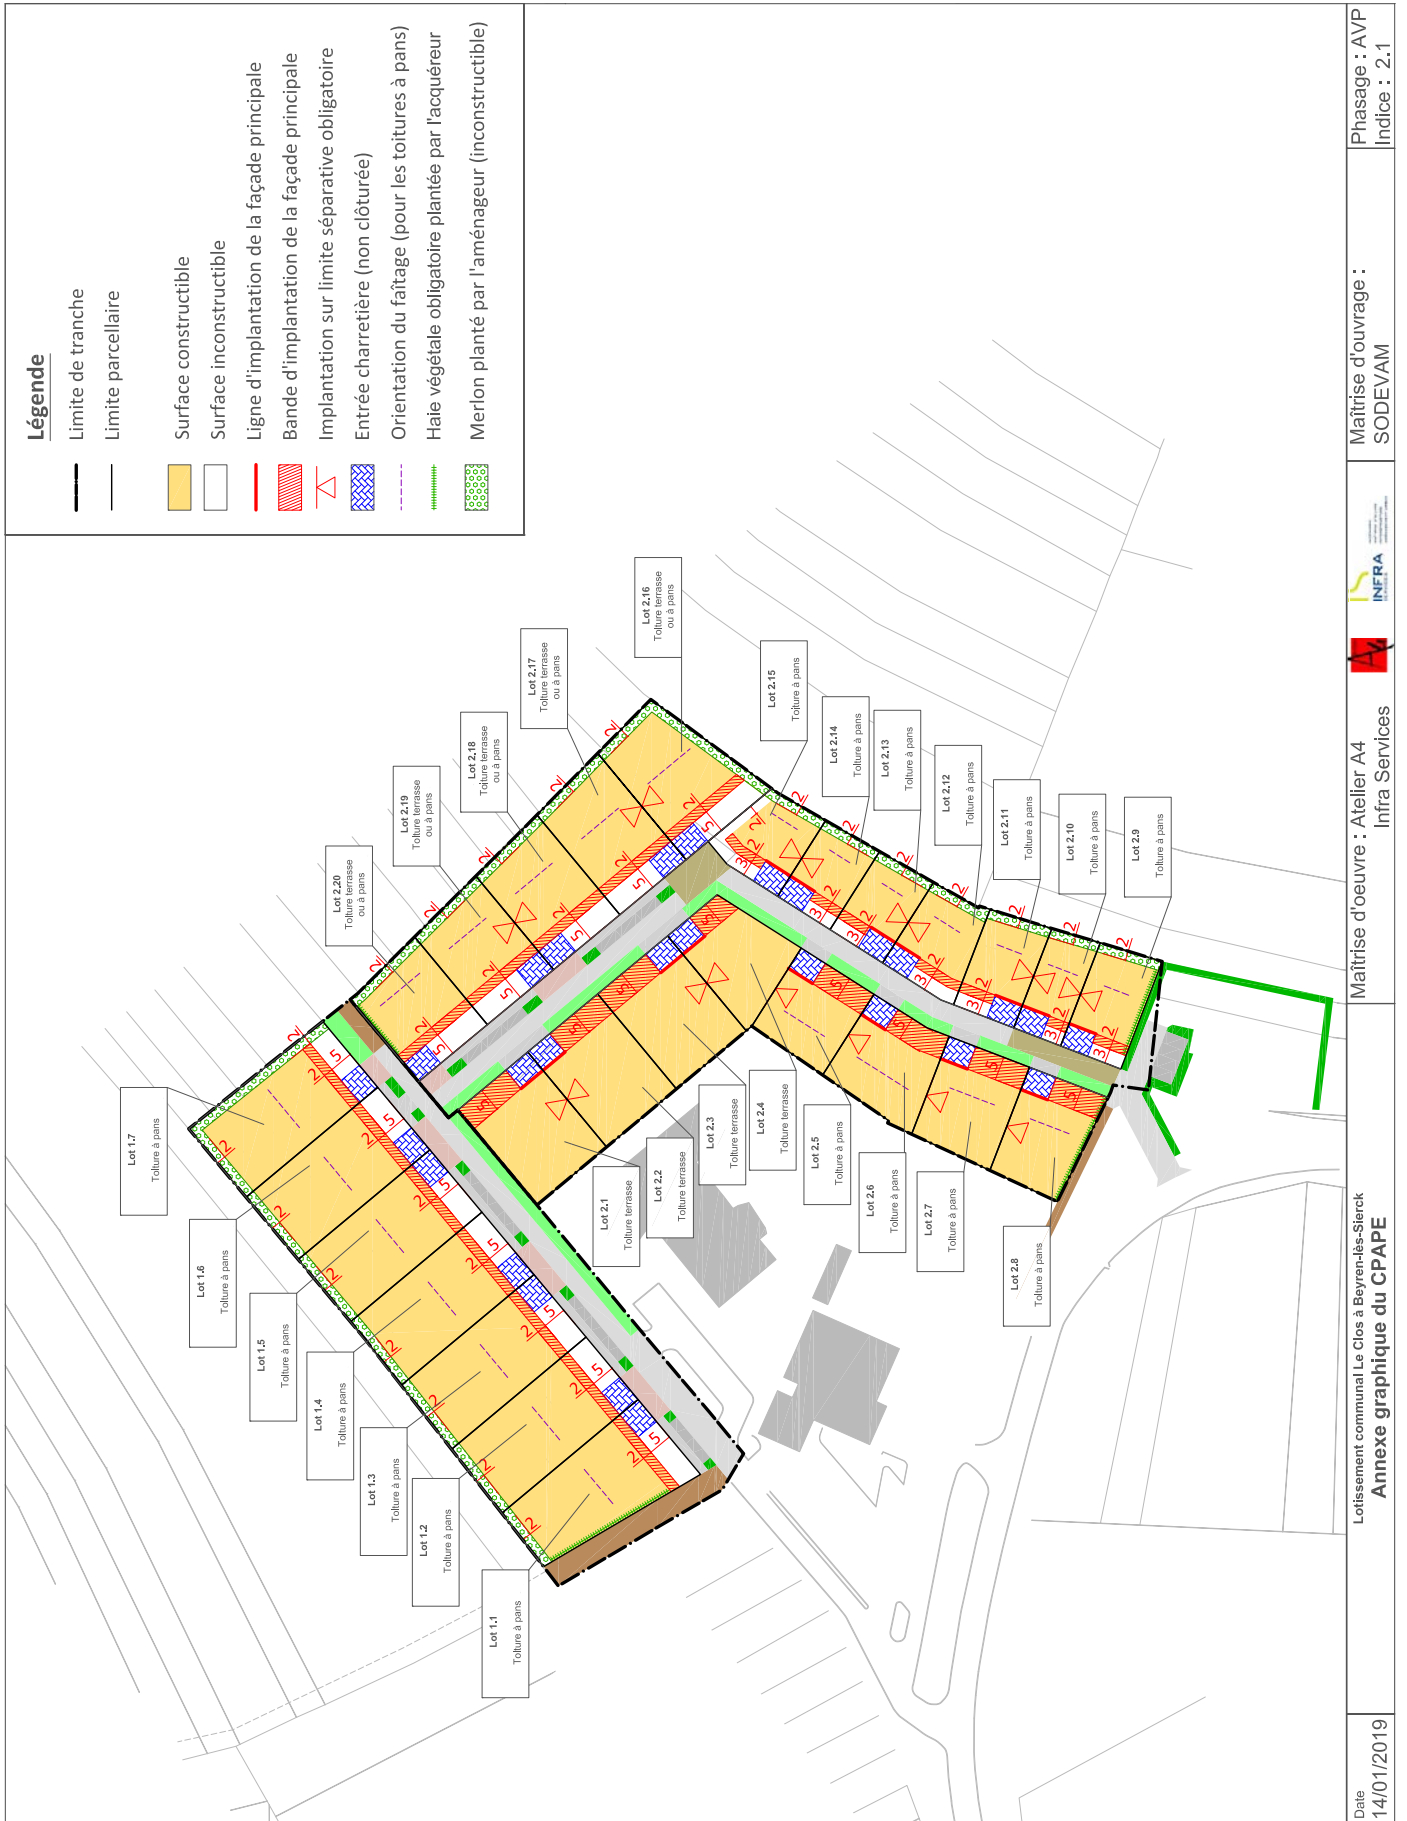 Légende
Limite de tranche
Limite parcellaire
Surface constructible
Surface inconstructible
Ligne d'implantation de la façade principale
Bande d'implantation de la façade principale
Implantation sur limite séparative obligatoire
Entrée charretière (non clôturée)
Orientation du faîtage (pour les toitures à pans)
Haie végétale obligatoire plantée par l'acquéreur
Merlon planté par l'aménageur (inconstructible)
Lot 1.7
Toiture à pans
Lot 1.6
Toiture à pans
Lot 1.5
Toiture à pans
Lot 1.4
Toiture à pans
Lot 1.3
Toiture à pans
Lot 1.2
Toiture à pans
Lot 1.1
Toiture à pans
Lot 2.20
Toiture terrasse
ou à pans
Lot 2.19
Toiture terrasse
ou à pans
Lot 2.18
Toiture terrasse
ou à pans
Lot 2.17
Toiture terrasse
ou à pans
Lot 2.16
Toiture terrasse
ou à pans
Lot 2.15
Toiture à pans
Lot 2.14
Toiture à pans
Lot 2.13
Toiture à pans
Lot 2.12
Toiture à pans
Lot 2.11
Toiture à pans
Lot 2.10
Toiture à pans
Lot 2.9
Toiture à pans
Lot 2.1
Toiture terrasse
Lot 2.2
Toiture terrasse
Lot 2.3
Toiture terrasse
Lot 2.4
Toiture terrasse
Lot 2.5
Toiture à pans
Lot 2.6
Toiture à pans
Lot 2.7
Toiture à pans
Lot 2.8
Toiture à pans
Date
14/01/2019
Lotissement communal Le Clos à Beyren-lès-Sierck
Annexe graphique du CPAPE
Maîtrise d'oeuvre : Atelier A4
Infra Services
INFRA
Maîtrise d'ouvrage :
SODEVAM
Phasage : AVP
Indice : 2.1